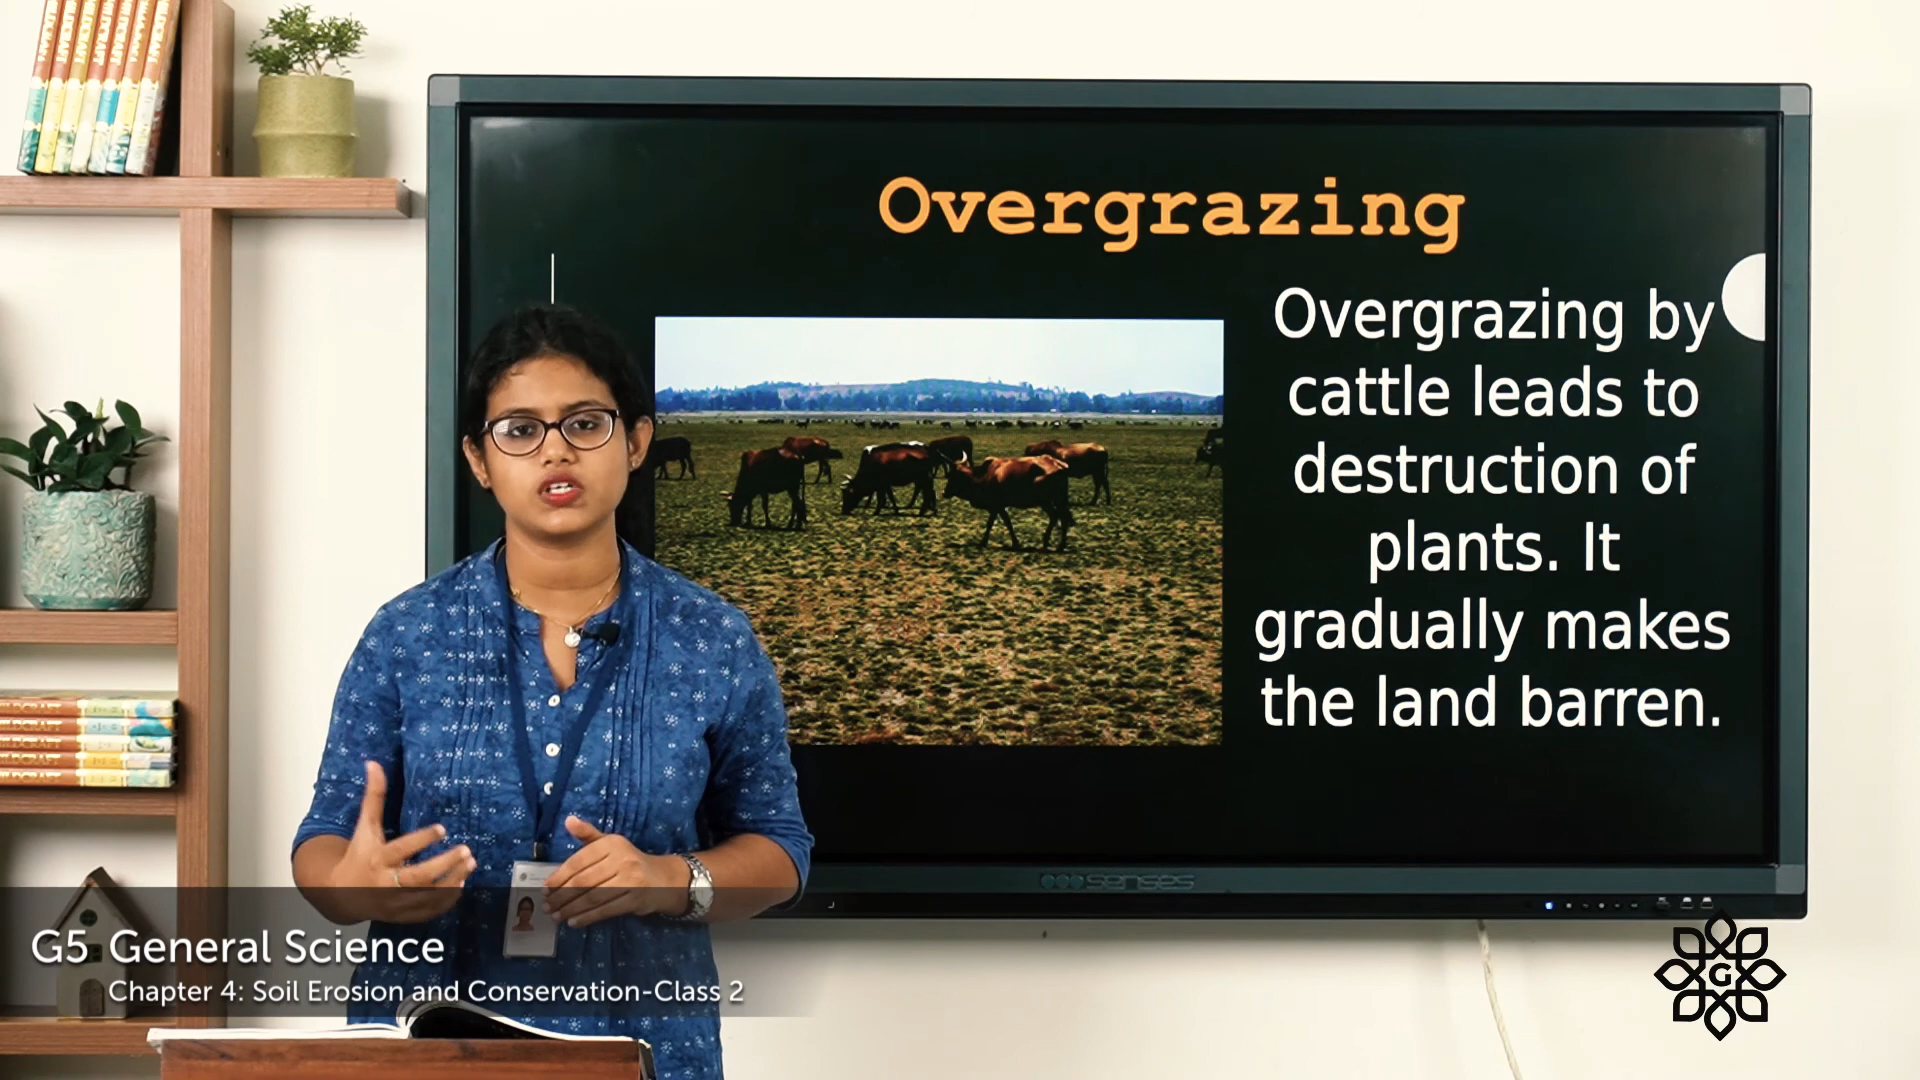 Overgrazing
Overgrazing by
cattle leads to
destruction of
plants. It
gradually makes
the land barren.
senses
G5 General Science
Chapter 4: Soil Erosion and Conservation-Class 2
G